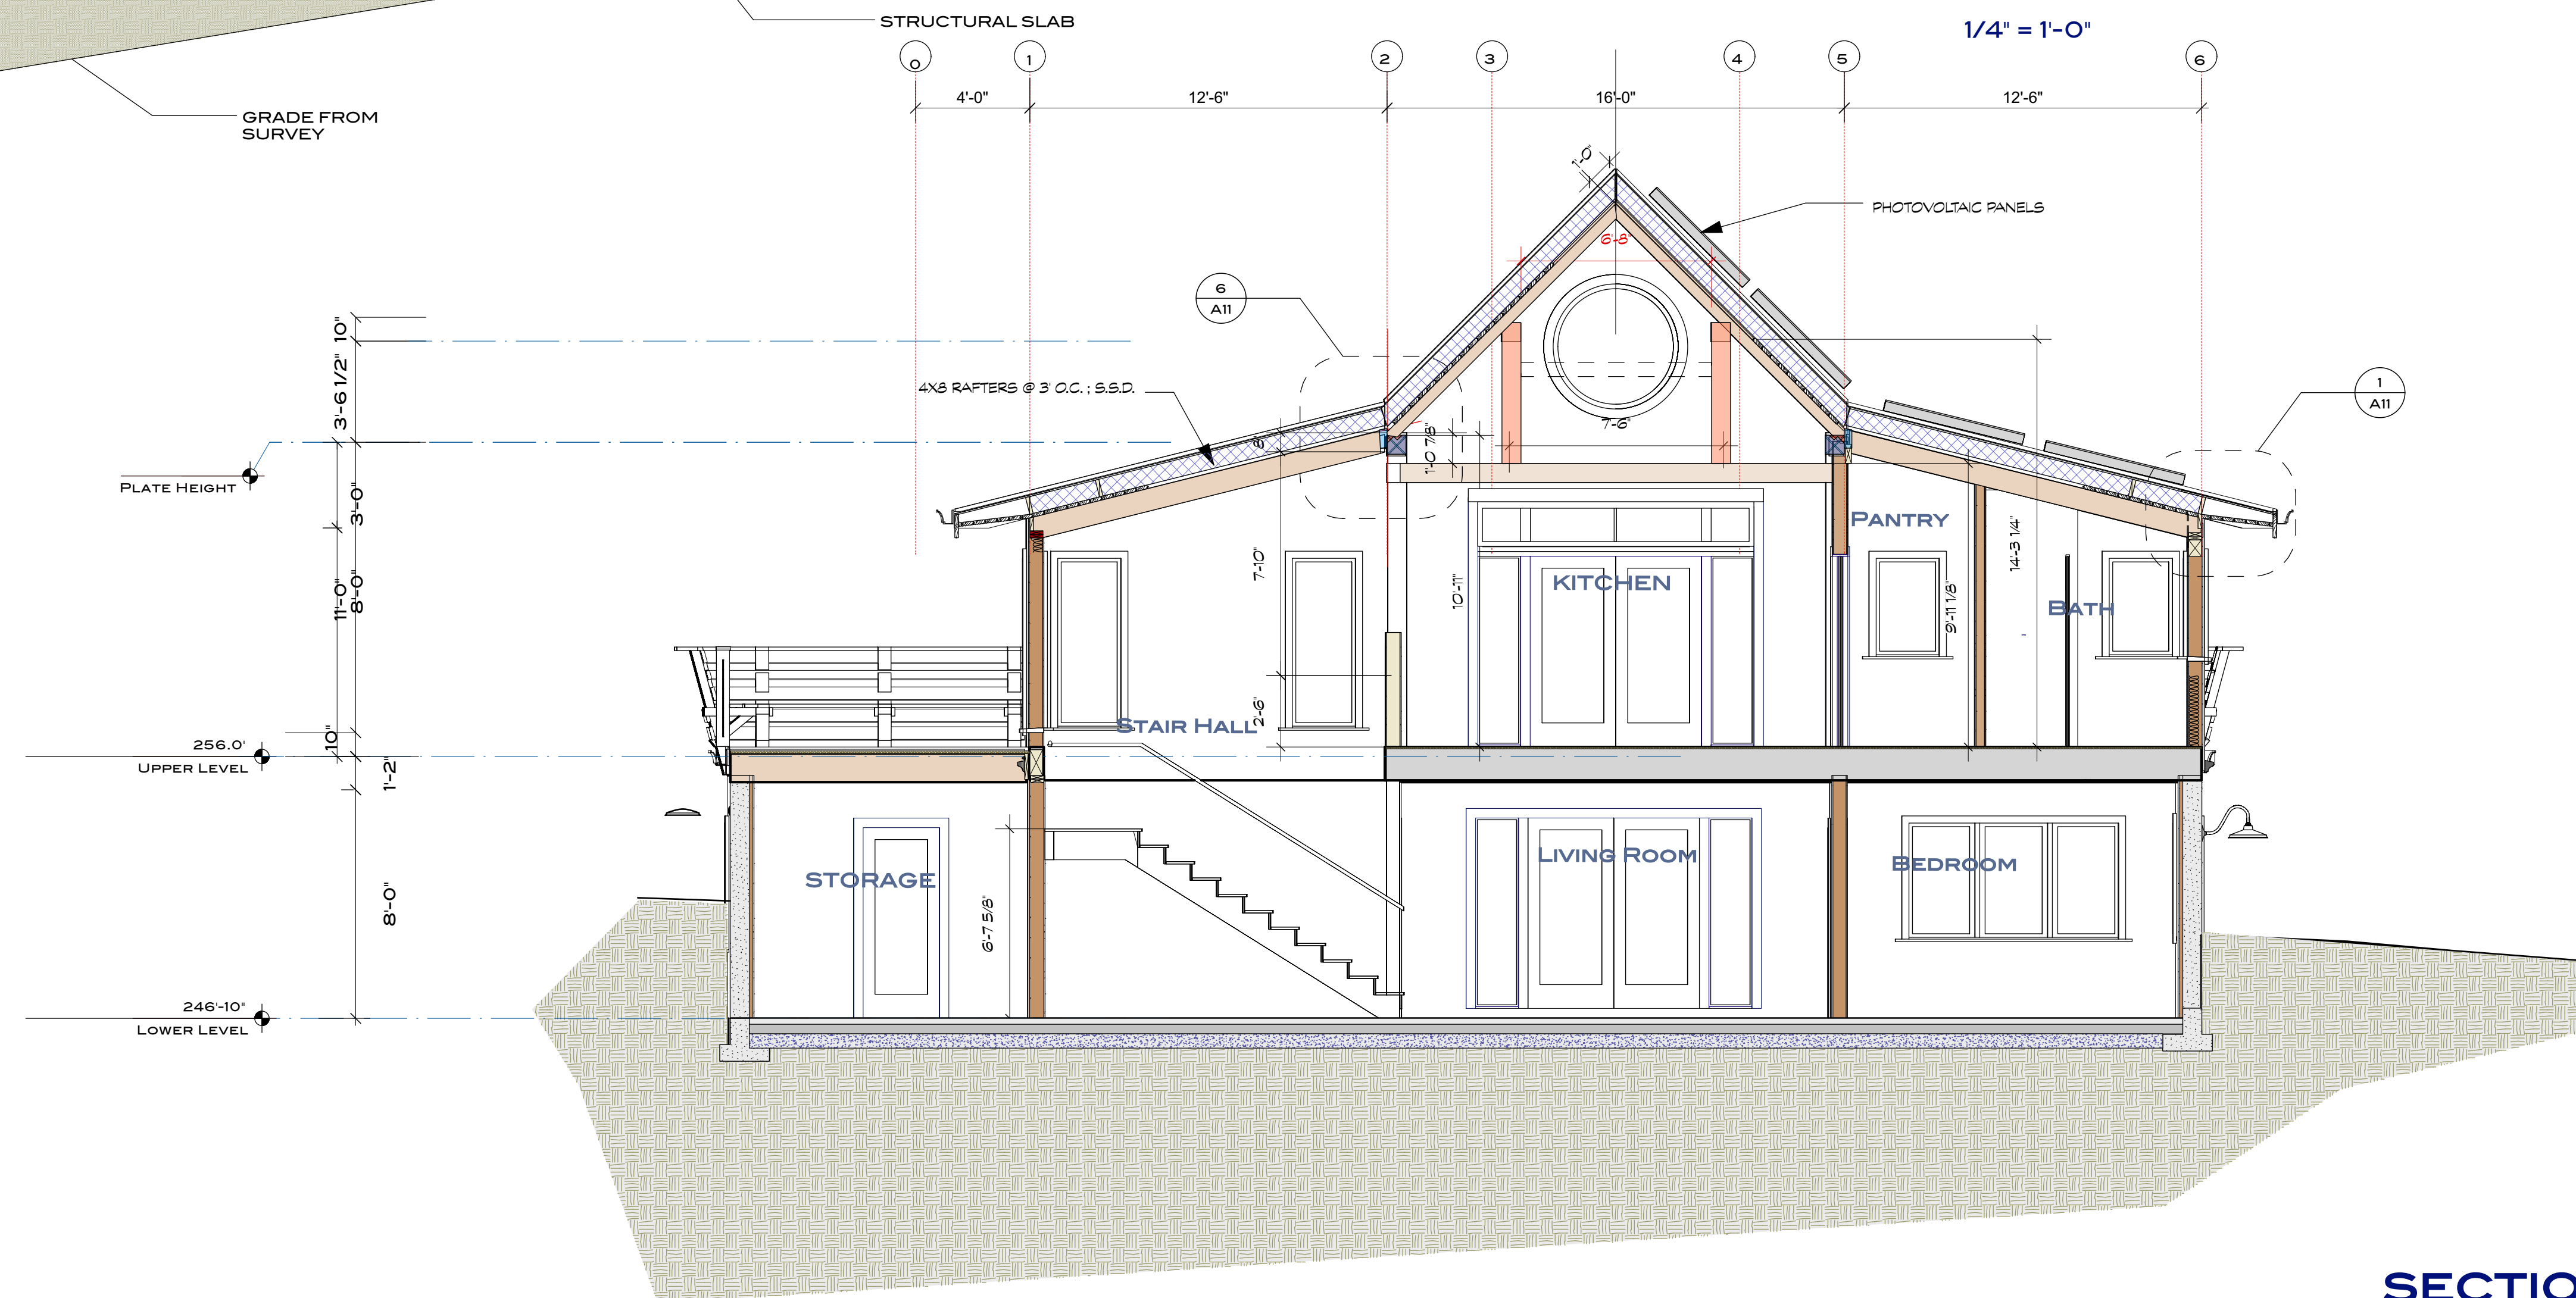 STRUCTURAL SLAB
1/4" = 1'-0"
GRADE FROM
SURVEY
0
1
2
3
4
5
6
4'-0"
12'-6"
16'-0"
12'-6"
1'-0"
PHOTOVOLTAIC PANELS
6'-8"
6
A11
10"
3'-6 1/2"
4X8 RAFTERS @ 3' O.C. ; S.S.D.
1
A11
7'-6"
8"
1'-0 7/8"
PLATE HEIGHT
3'-0"
PANTRY
14'-3 1/4"
7'-10"
10'-11"
KITCHEN
9'-11 1/8"
BATH
11'-0"
8'-0"
STAIR HALL
2'-6"
10"
256.0'
UPPER LEVEL
1'-2"
LIVING ROOM
BEDROOM
STORAGE
8'-0"
6'-7 5/8"
246'-10"
LOWER LEVEL
SECTIO